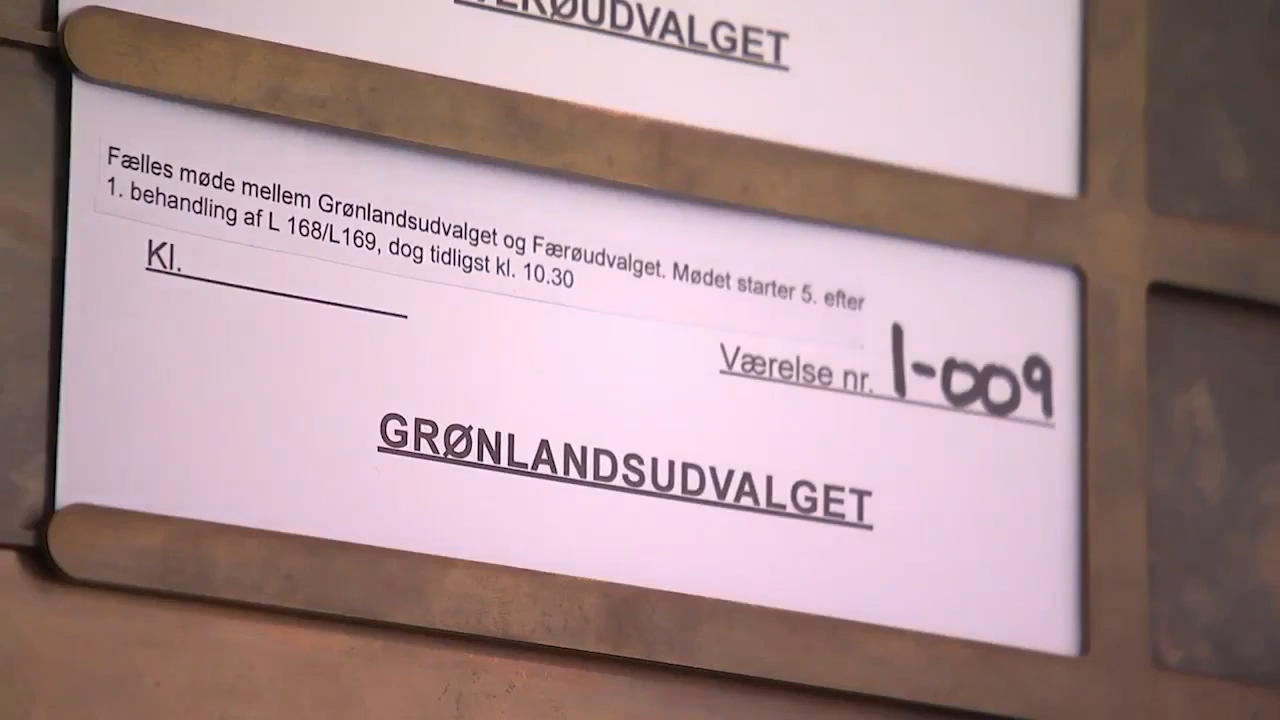 UDVALGET
Fælles møde mellem Grønlandsudvalget og Færøudvalget. Mødet starter 5. efter
1. behandling af L 168/L169, dog tidligst kl. 10.30
Kl.
Værelse nr. 1-009
GRØNLANDSUDVALGET